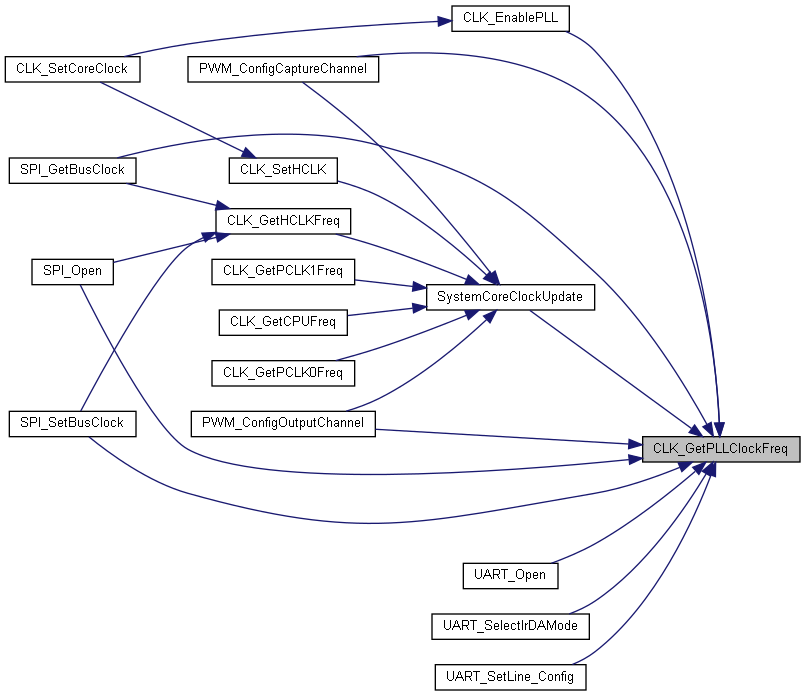 CLK_EnablePLL
CLK_SetCoreClock
PWM_ConfigCaptureChannel
SPI_GetBusClock
CLK_SetHCLK
CLK_GetHCLKFreq
SPI_Open
CLK_GetPCLK1Freq
SystemCoreClockUpdate
CLK_GetCPUFreq
CLK_GetPCLK0Freq
SPI_SetBusClock
PWM_ConfigOutputChannel
CLK_GetPLLClockFreq
UART_Open
UART_SelectIrDAMode
UART_SetLine_Config